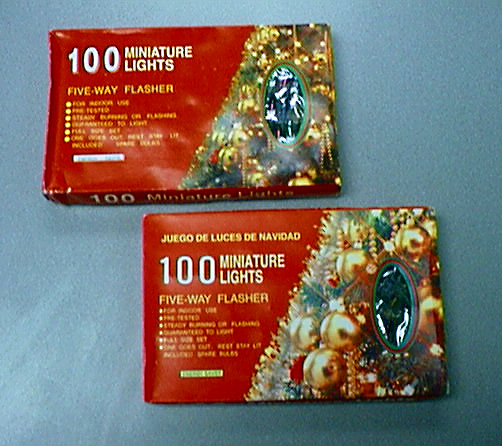 100 MINIATURE
LIGHTS
FIVE-WAY FLASHER
FOR INDOOR USE
PRE-TESTED
STEADY BURNING OR FLASHING
GUARANTEED TO LIGHT
FULL SIZE SET
ONE GOES OUT, REST STAY LIT
INCLUDED SPARE BULBS
100 Miniature Lights
JUEGO DE LUCES DE NAVIDAD
100 MINIATURE
LIGHTS
FIVE-WAY FLASHER
FOR INDOOR USE
PRE-TESTED
STEADY BURNING OR FLASHING
GUARANTEED TO LIGHT
FULL SIZE SET
ONE GOES OUT, REST STAY LIT
INCLUDED SPARE BULBS
ENERGY SAVER